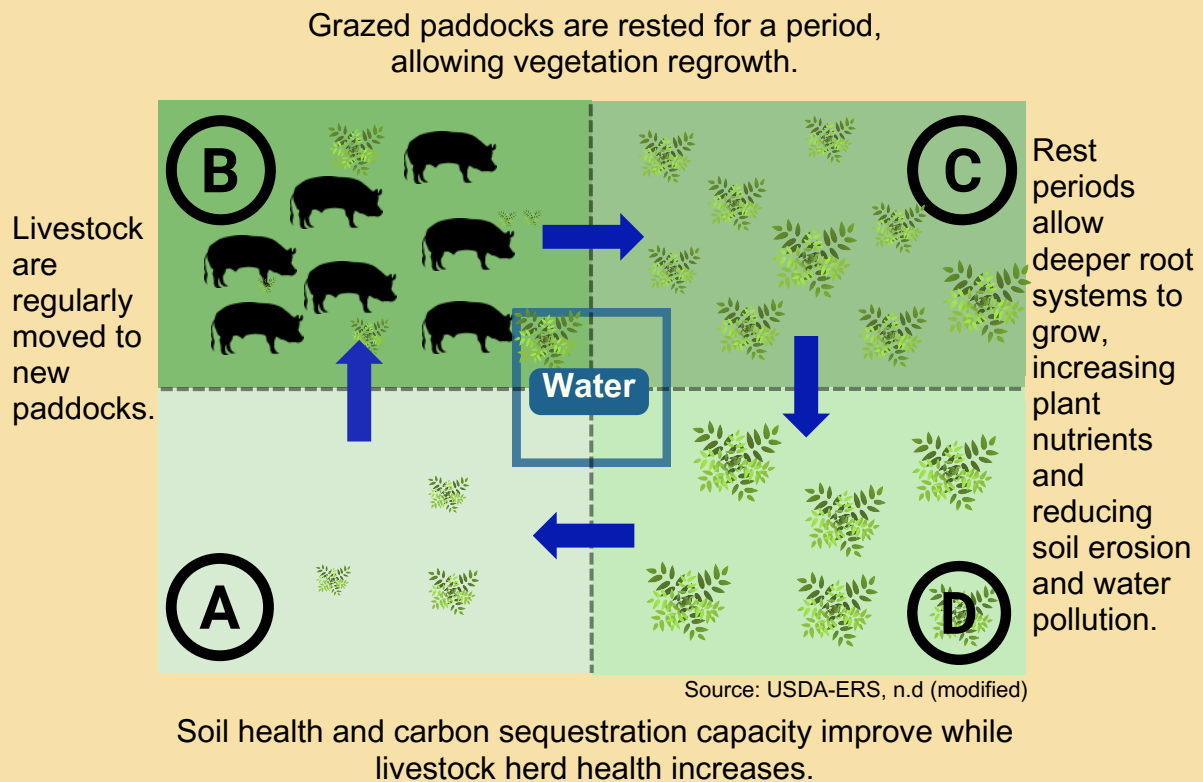 Grazed paddocks are rested for a period,
allowing vegetation regrowth.
B
C
Livestock
are
regularly
moved to
new
paddocks.
Rest
periods
allow
deeper root
systems to
grow,
increasing
plant
nutrients
and
reducing
soil erosion
and water
pollution.
Water
A
D
Source: USDA-ERS, n.d (modified)
Soil health and carbon sequestration capacity improve while
livestock herd health increases.